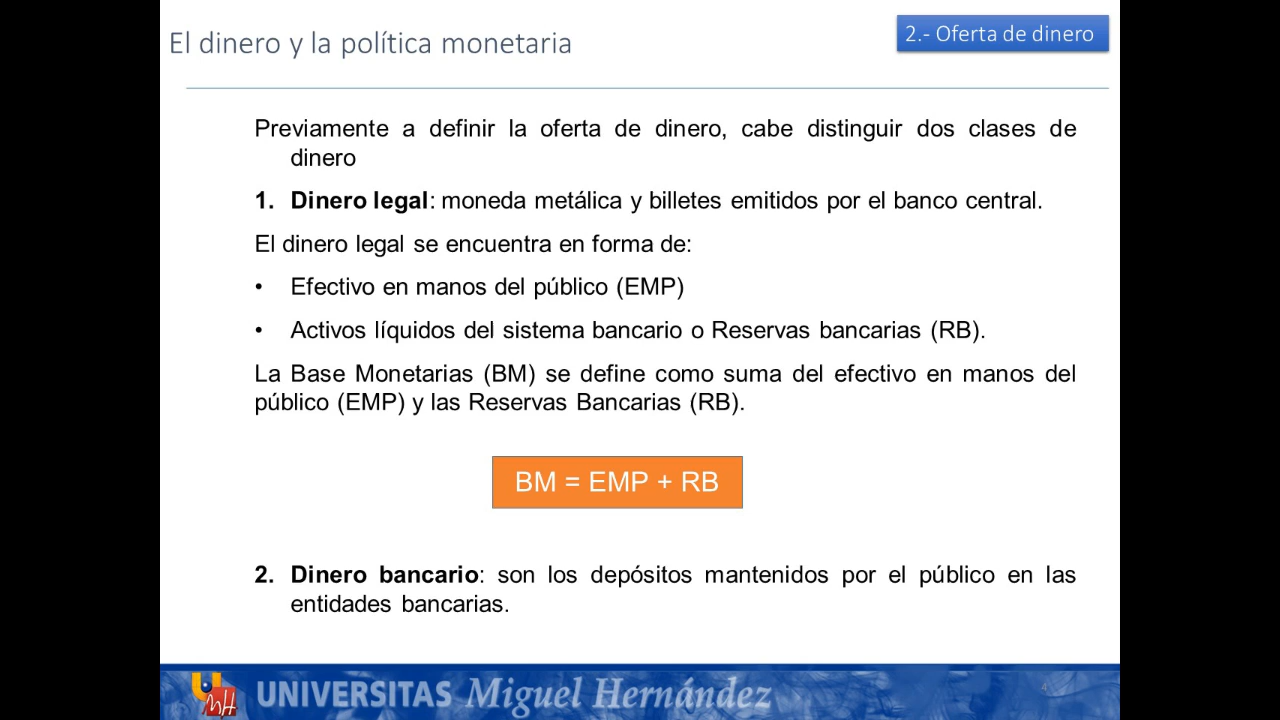 El dinero y la política monetaria
2.- Oferta de dinero
Previamente a definir la oferta de dinero, cabe distinguir dos clases de
dinero
1. Dinero legal: moneda metálica y billetes emitidos por el banco central.
El dinero legal se encuentra en forma de:
• Efectivo en manos del público (EMP)
• Activos líquidos del sistema bancario o Reservas bancarias (RB).
La Base Monetarias (BM) se define como suma del efectivo en manos del
público (EMP) y las Reservas Bancarias (RB).
BM = EMP + RB
2. Dinero bancario: son los depósitos mantenidos por el público en las
entidades bancarias.
UNIVERSITAS Miguel Hernández
4